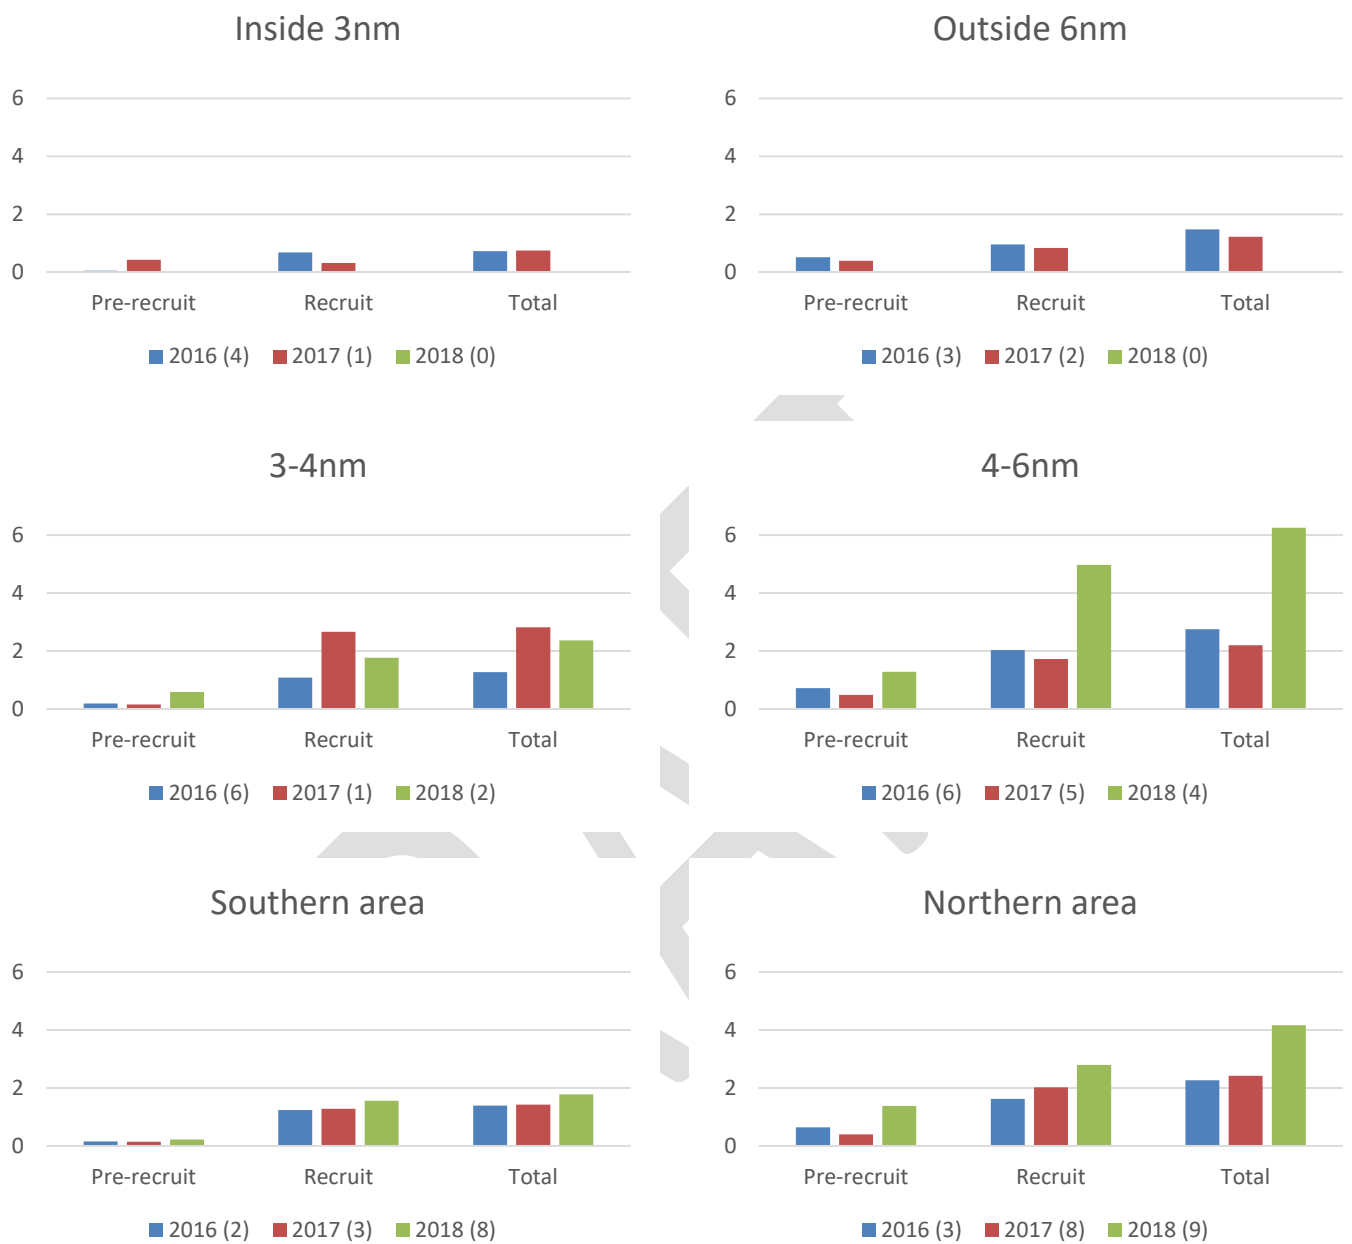 Inside 3nm
6
4
2
0
Pre-recruit Recruit Total
2016 (4) 2017 (1) 2018 (0)
Outside 6nm
6
4
2
0
Pre-recruit Recruit Total
2016 (3) 2017 (2) 2018 (0)
3-4nm
6
4
2
0
Pre-recruit Recruit Total
2016 (6) 2017 (1) 2018 (2)
4-6nm
6
4
2
0
Pre-recruit Recruit Total
2016 (6) 2017 (5) 2018 (4)
Southern area
6
4
2
0
Pre-recruit Recruit Total
2016 (2) 2017 (3) 2018 (8)
Northern area
6
4
2
0
Pre-recruit Recruit Total
2016 (3) 2017 (8) 2018 (9)